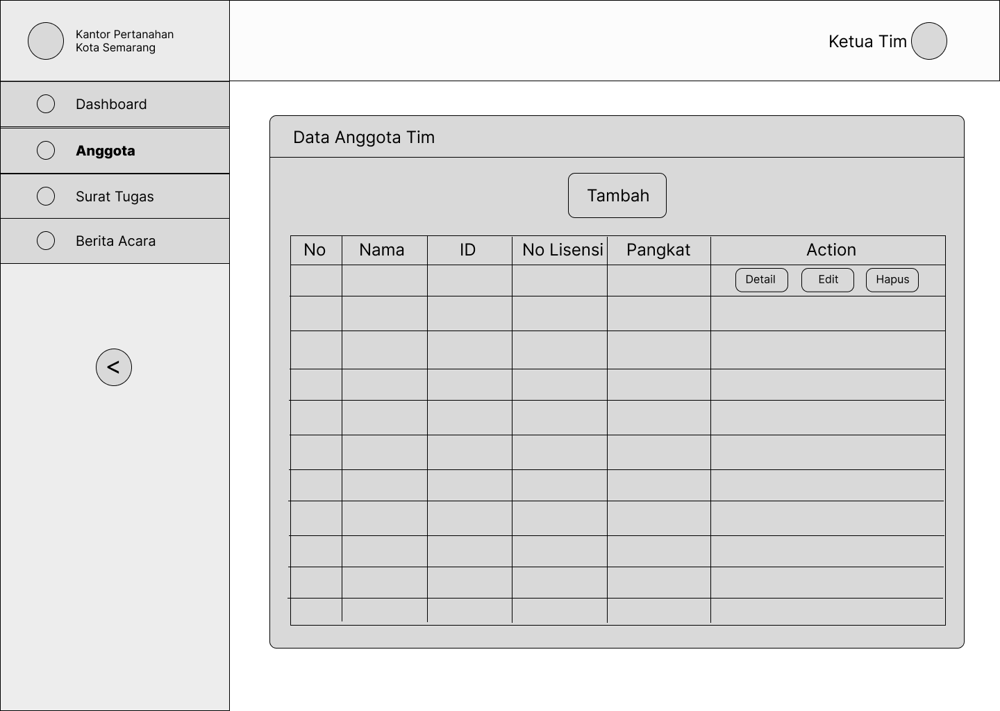 Kantor Pertanahan
Kota Semarang
Ketua Tim
Dashboard
Anggota
Surat Tugas
Berita Acara
<
Data Anggota Tim
Tambah
No Nama ID No Lisensi Pangkat Action
Detail Edit Hapus